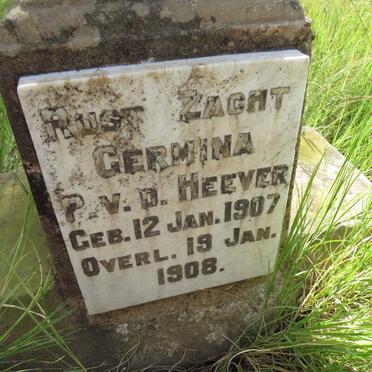 RUST ZACHT
GERMINA
P. V. D. HEEVER
GEB. 12 JAN. 1907
OVERL. 19 JAN.
1908.